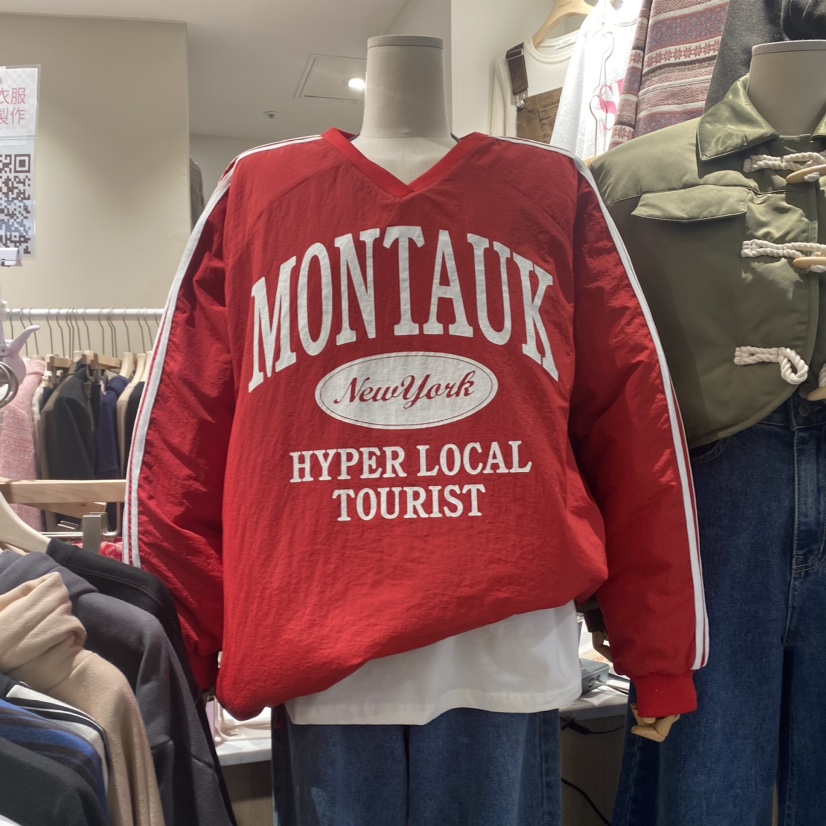 衣服
製作
MONTAUK
NewYork
HYPER LOCAL
TOURIST